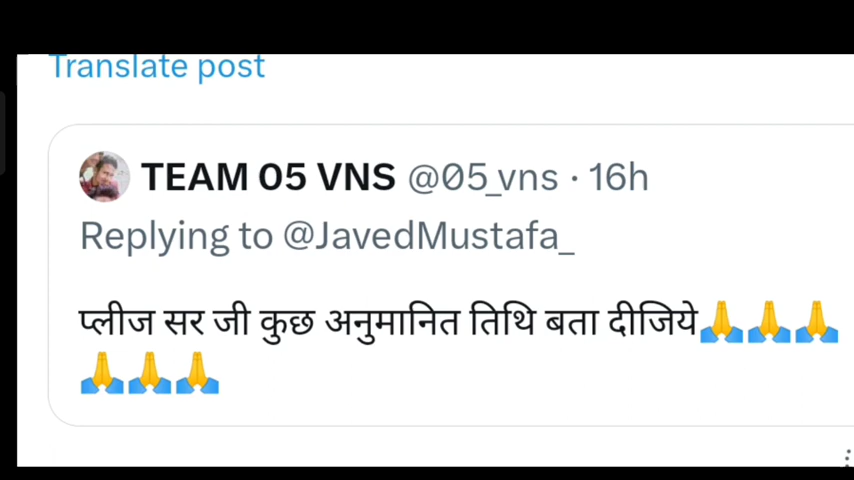 Translate post
TEAM 05 VNS @05_vns · 16h
Replying to @JavedMustafa_
प्लीज सर जी कुछ अनुमानित तिथि बता दीजिये🙏🙏🙏
🙏🙏🙏